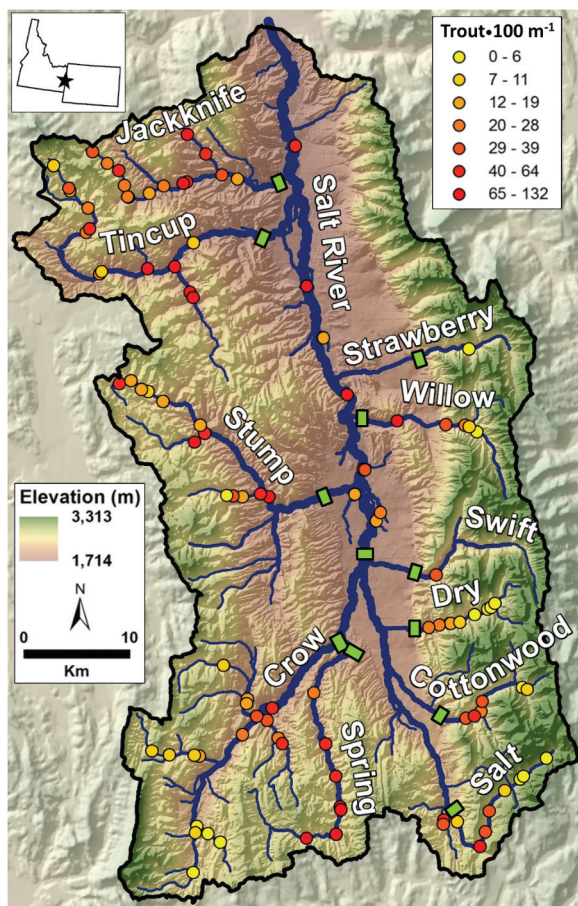 Trout•100 m⁻¹
0 - 6
7 - 11
12 - 19
20 - 28
29 - 39
40 - 64
65 - 132
Jackknife
Tincup
Salt River
Strawberry
Willow
Stump
Elevation (m)
3,313
1,714
N
0 10
Km
Swift
Dry
Crow
Cottonwood
Spring
Salt